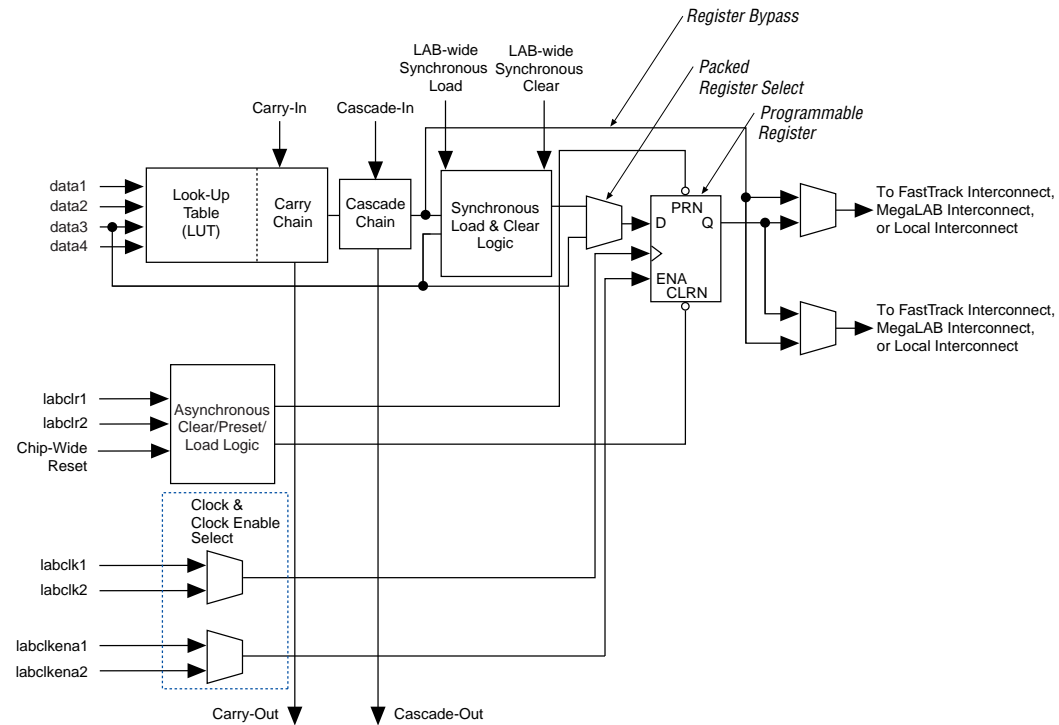 Register Bypass
LAB-wide
Synchronous
Load
LAB-wide
Synchronous
Clear
Packed
Register Select
Programmable
Register
Carry-In
Cascade-In
data1
data2
data3
data4
Look-Up
Table
(LUT)
Carry
Chain
Cascade
Chain
Synchronous
Load & Clear
Logic
PRN
D
Q
ENA
CLRN
To FastTrack Interconnect,
MegaLAB Interconnect,
or Local Interconnect
To FastTrack Interconnect,
MegaLAB Interconnect,
or Local Interconnect
labclr1
labclr2
Chip-Wide
Reset
Asynchronous
Clear/Preset/
Load Logic
Clock &
Clock Enable
Select
labclk1
labclk2
labclkena1
labclkena2
Carry-Out
Cascade-Out